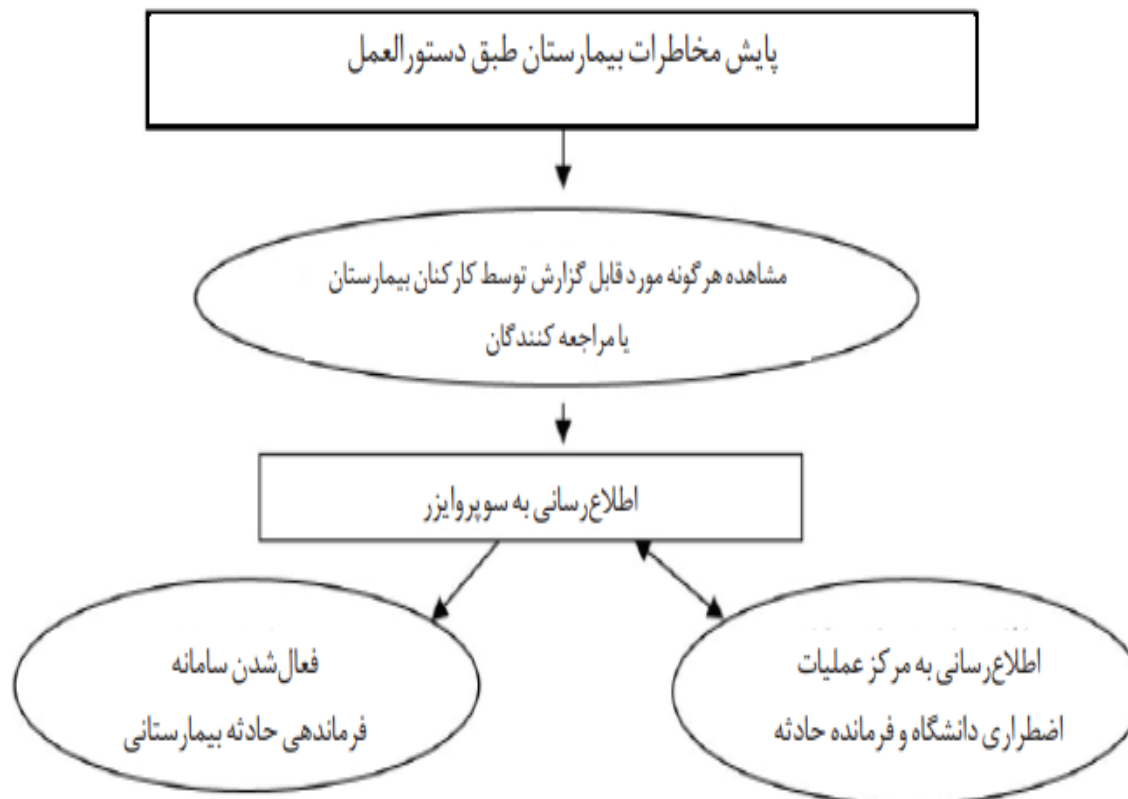 پایش مخاطرات بیمارستان طبق دستورالعمل
مشاهده هرگونه مورد قابل گزارش توسط کارکنان بیمارستان
یا مراجعه کنندگان
اطلاع‌رسانی به سوپروایزر
اطلاع‌رسانی به مرکز عملیات
اضطراری دانشگاه و فرمانده حادثه
فعال‌شدن سامانه
فرماندهی حادثه بیمارستانی